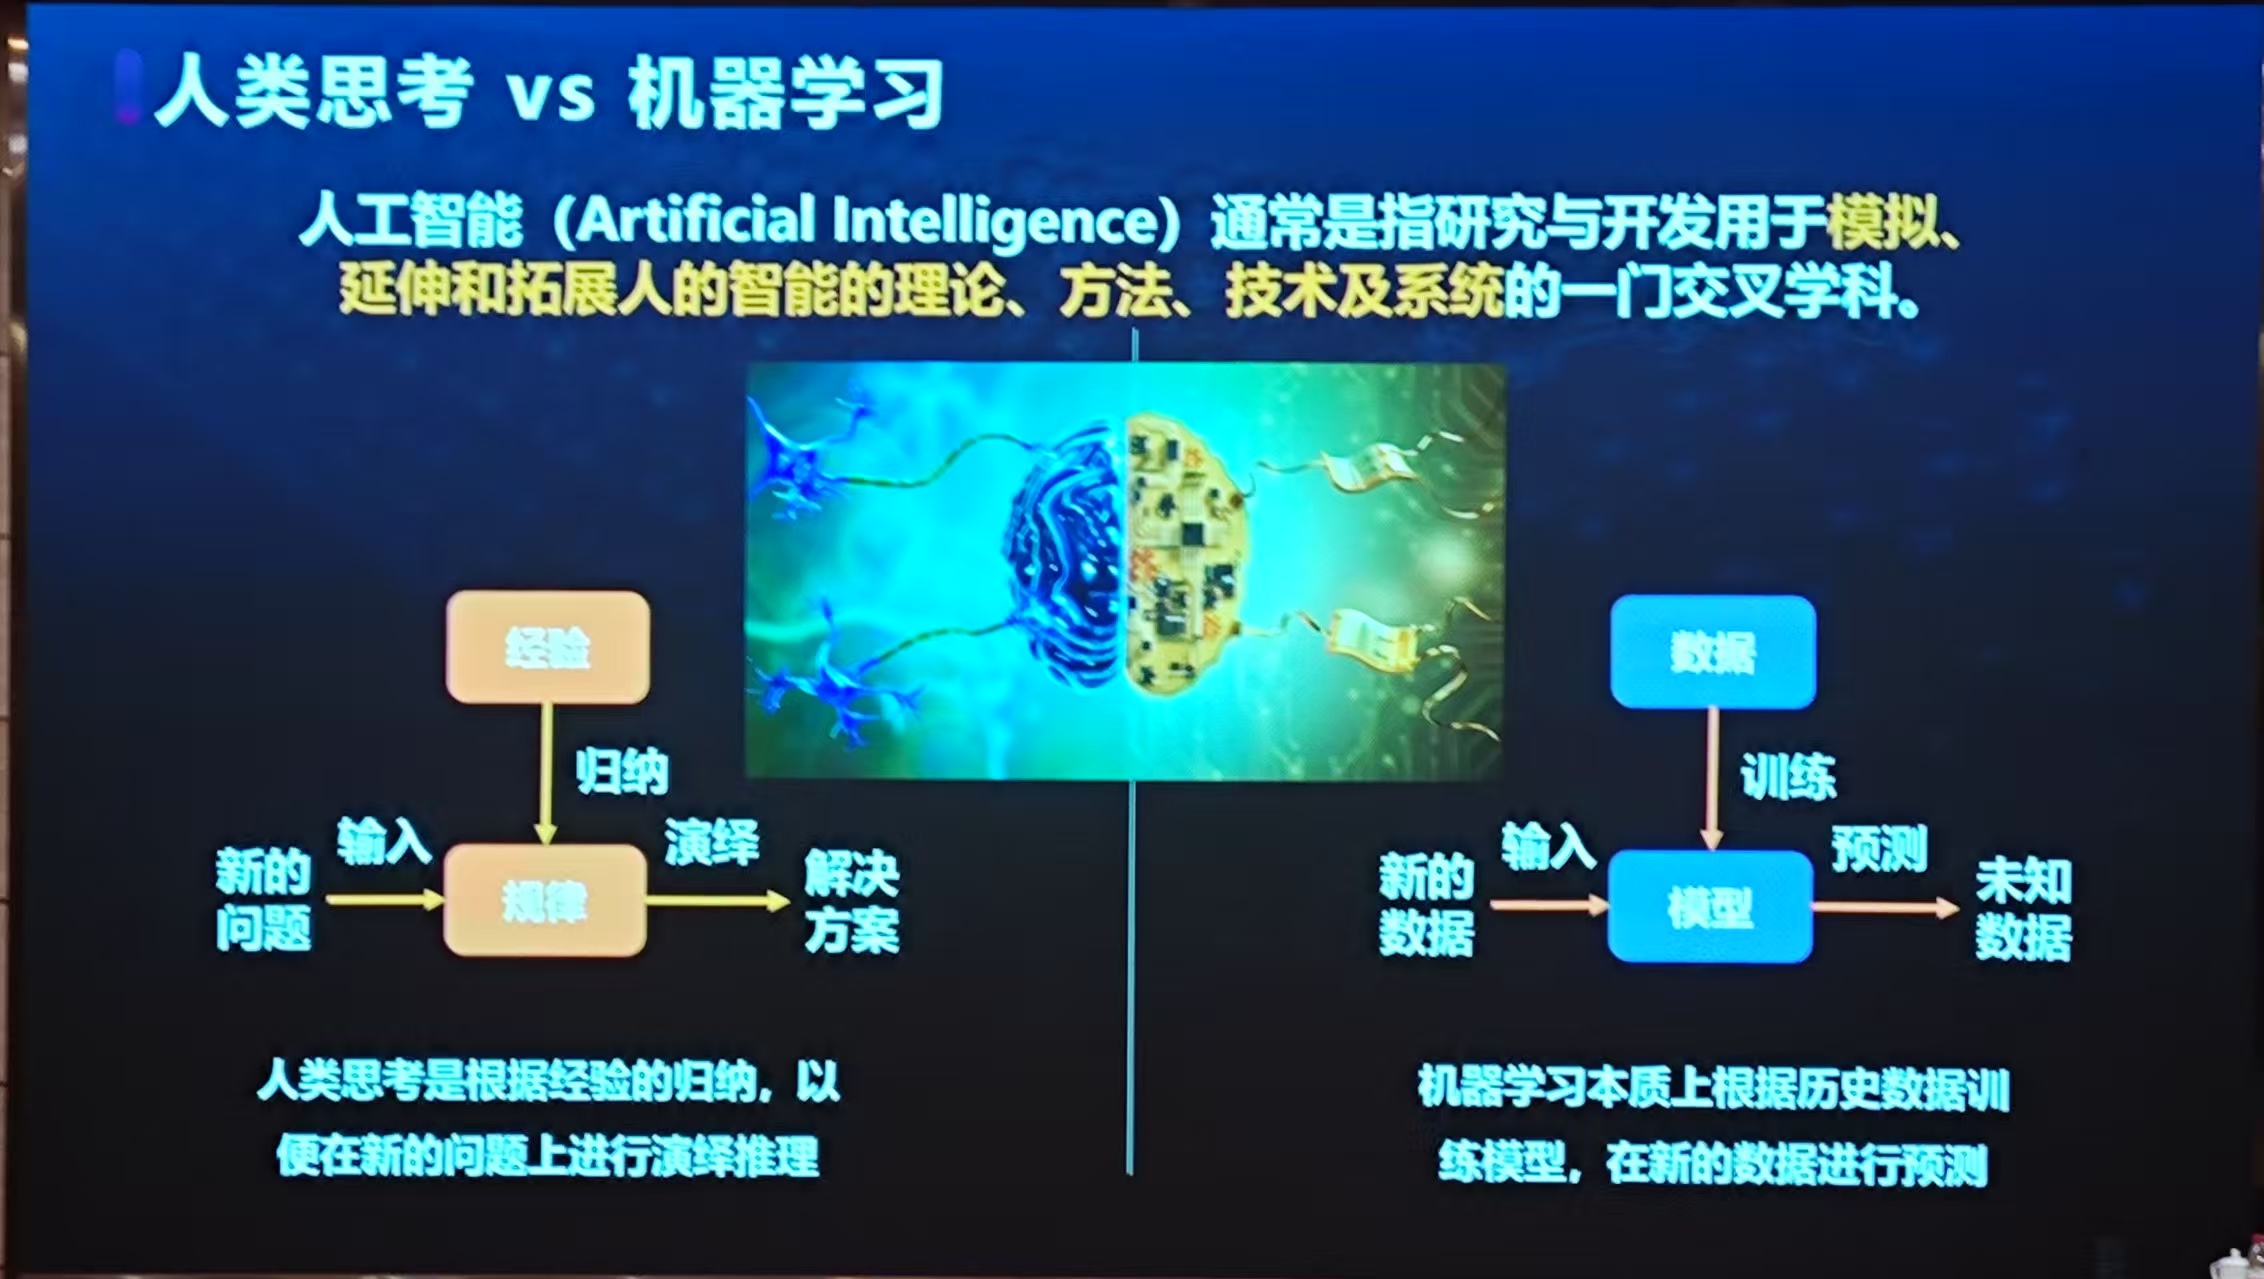 人类思考 vs 机器学习
人工智能（Artificial Intelligence）通常是指研究与开发用于模拟、
延伸和拓展人的智能的理论、方法、技术及系统的一门交叉学科。
经验
归纳
新的
问题
输入
规律
演绎
解决
方案
人类思考是根据经验的归纳，以
便在新的问题上进行演绎推理
数据
训练
新的
数据
输入
模型
预测
未知
数据
机器学习本质上根据历史数据训
练模型，在新的数据进行预测